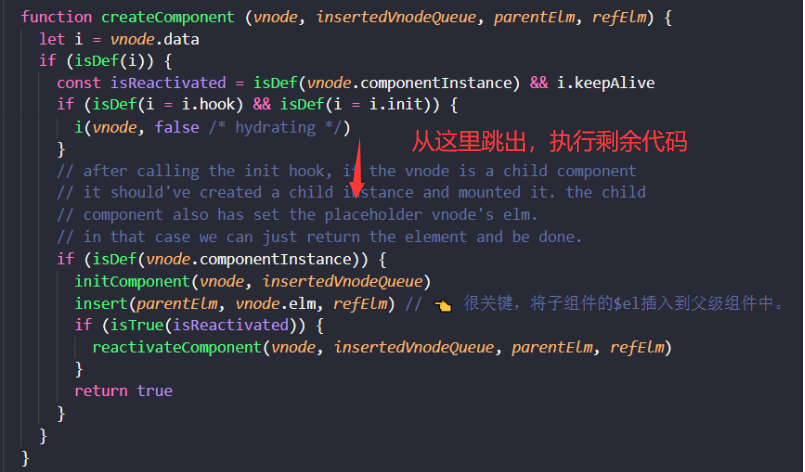 function createComponent (vnode, insertedVnodeQueue, parentElm, refElm) {
let i = vnode.data
if (isDef(i)) {
const isReactivated = isDef(vnode.componentInstance) && i.keepAlive
if (isDef(i = i.hook) && isDef(i = i.init)) {
i(vnode, false /* hydrating */)
}
从这里跳出，执行剩余代码
// after calling the init hook, if the vnode is a child component
// it should've created a child instance and mounted it. the child
// component also has set the placeholder vnode's elm.
// in that case we can just return the element and be done.
if (isDef(vnode.componentInstance)) {
initComponent(vnode, insertedVnodeQueue)
insert(parentElm, vnode.elm, refElm) // 👈 很关键，将子组件的$el插入到父级组件中。
if (isTrue(isReactivated)) {
reactivateComponent(vnode, insertedVnodeQueue, parentElm, refElm)
}
return true
}
}
}